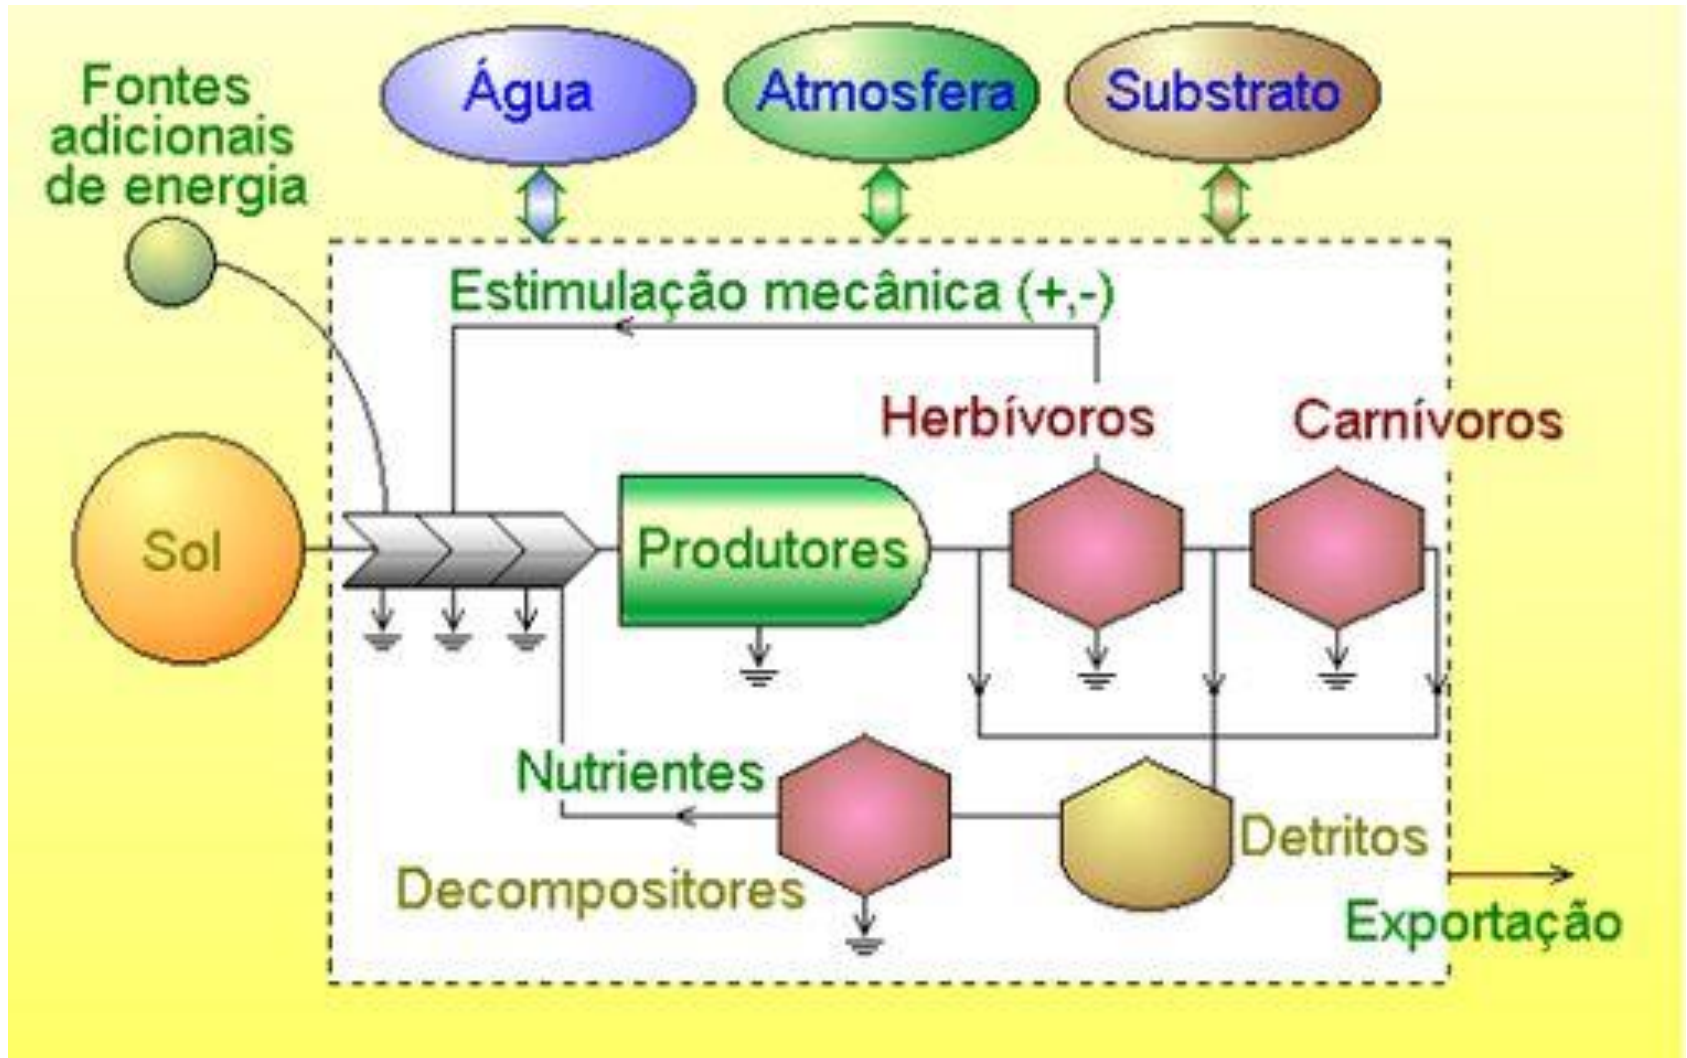 Fontes
adicionais
de energia
Água
Atmosfera
Substrato
Estimulação mecânica (+,-)
Herbívoros
Carnívoros
Sol
Produtores
Nutrientes
Decompositores
Detritos
Exportação